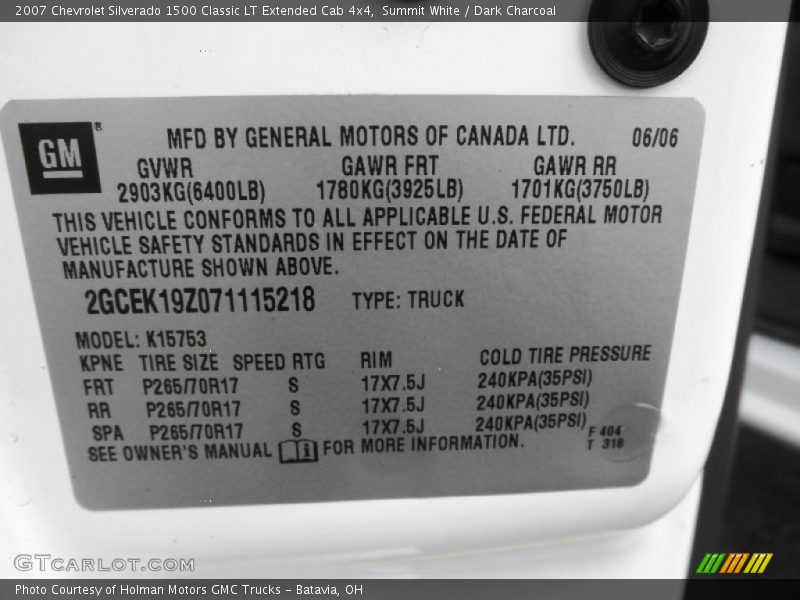 2007 Chevrolet Silverado 1500 Classic LT Extended Cab 4x4, Summit White / Dark Charcoal
GM®
MFD BY GENERAL MOTORS OF CANADA LTD. 06/06
GVWR GAWR FRT GAWR RR
2903KG(6400LB) 1780KG(3925LB) 1701KG(3750LB)
THIS VEHICLE CONFORMS TO ALL APPLICABLE U.S. FEDERAL MOTOR
VEHICLE SAFETY STANDARDS IN EFFECT ON THE DATE OF
MANUFACTURE SHOWN ABOVE.
2GCEK19Z071115218 TYPE: TRUCK
MODEL: K15753
KPNE TIRE SIZE SPEED RTG RIM COLD TIRE PRESSURE
FRT P265/70R17 S 17X7.5J 240KPA(35PSI)
RR P265/70R17 S 17X7.5J 240KPA(35PSI)
SPA P265/70R17 S 17X7.5J 240KPA(35PSI)
SEE OWNER'S MANUAL i FOR MORE INFORMATION.
F 404
T 318
GTcarlot.com
Photo Courtesy of Holman Motors GMC Trucks - Batavia, OH